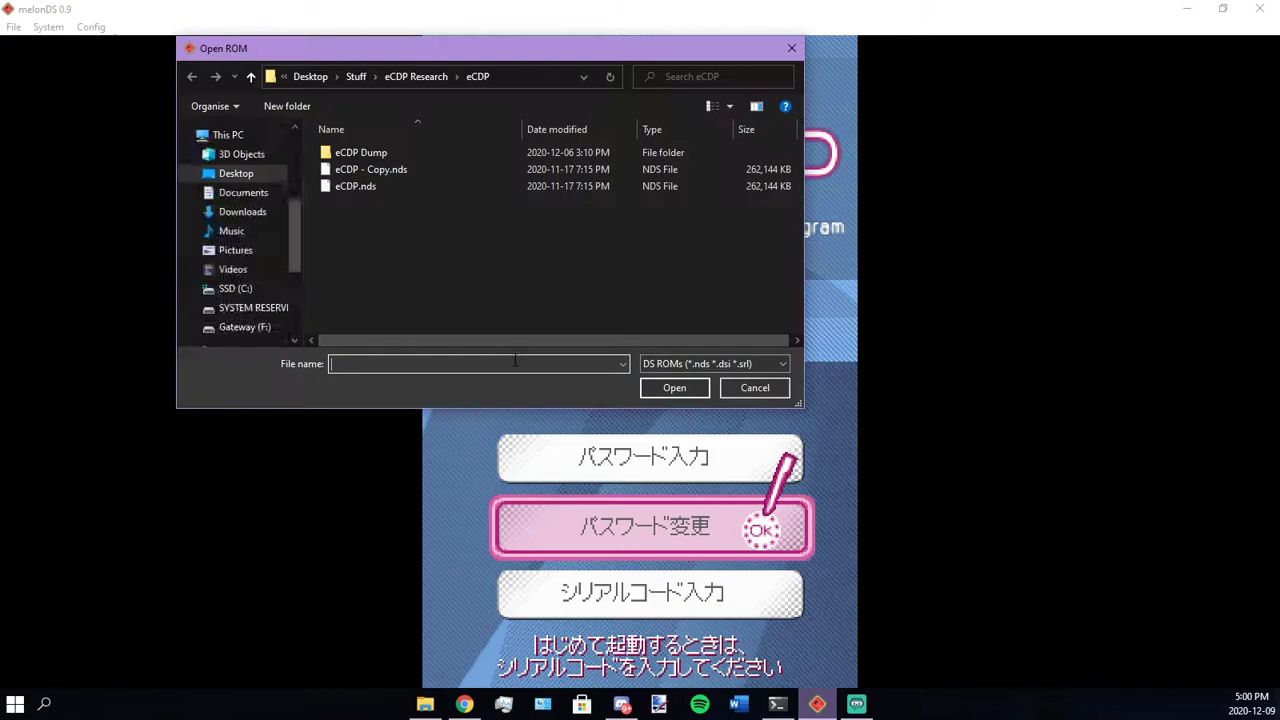 melonDS 0.9
File System Config
Open ROM
Desktop Stuff eCDP Research eCDP
Search eCDP
Organise New folder
Name Date modified Type Size
This PC
3D Objects
Desktop
Documents
Downloads
Music
Pictures
Videos
SSD (C:)
SYSTEM RESERVI
Gateway (F:)
eCDP Dump 2020-12-06 3:10 PM File folder
eCDP - Copy.nds 2020-11-17 7:15 PM NDS File 262,144 KB
eCDP.nds 2020-11-17 7:15 PM NDS File 262,144 KB
File name:
DS ROMs (*.nds *.dsi *.srl)
Open Cancel
gram
パスワード入力
パスワード変更
OK
シリアルコード入力
はじめて起動するときは、
シリアルコードを入力してください
5:00 PM
2020-12-09